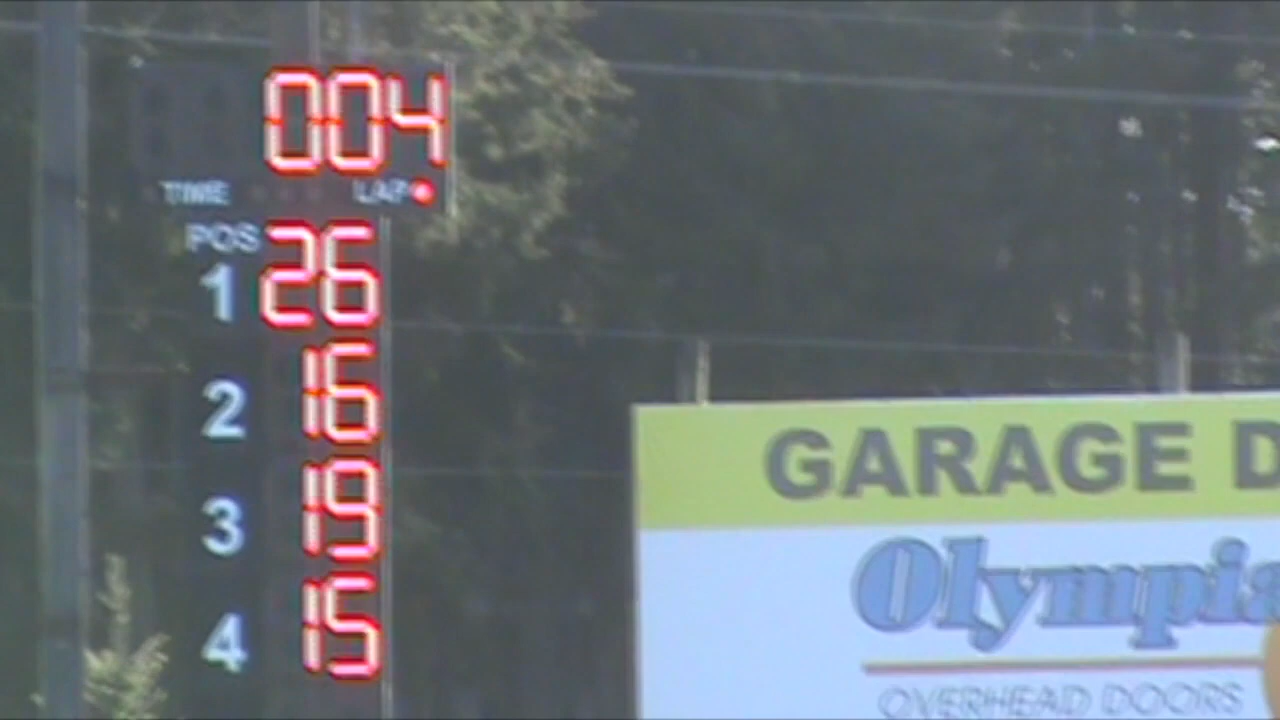 004
TIME LAP
POS
1 26
2 16
3 19
4 15
GARAGE D
Olympia
OVERHEAD DOORS